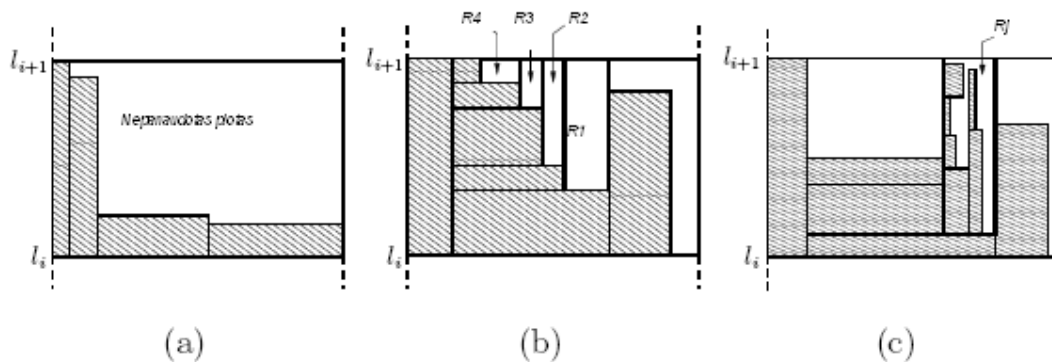 R4 R3 R2
Rj
l_{i+1}
l_{i+1}
l_{i+1}
Nepanaudotas plotas
R1
l_i
l_i
l_i
(a) (b) (c)